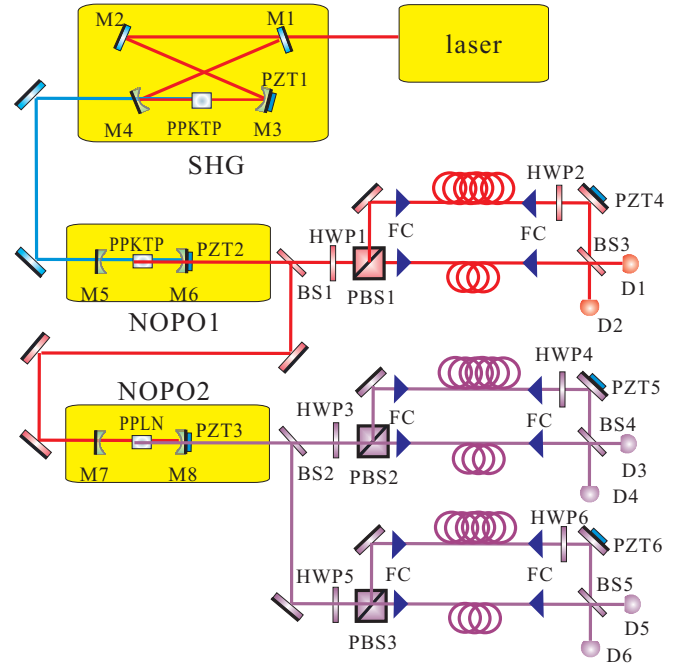 M2
M1
laser
PZT1
M4
PPKTP
M3
SHG
HWP2
PZT4
HWP1
FC
FC
BS3
PPKTP
PZT2
M5
M6
BS1
PBS1
D1
NOPO1
D2
HWP4
NOPO2
PZT5
HWP3
FC
FC
BS4
PPLN
PZT3
M7
M8
BS2
PBS2
D3
D4
HWP6
PZT6
HWP5
FC
FC
BS5
PBS3
D5
D6